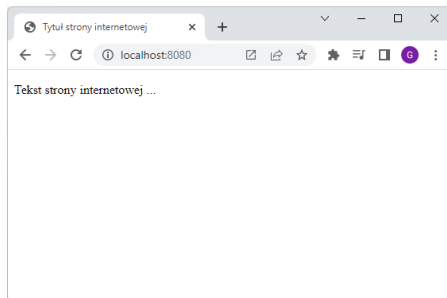 Tytuł strony internetowej
localhost:8080
G
Tekst strony internetowej ...